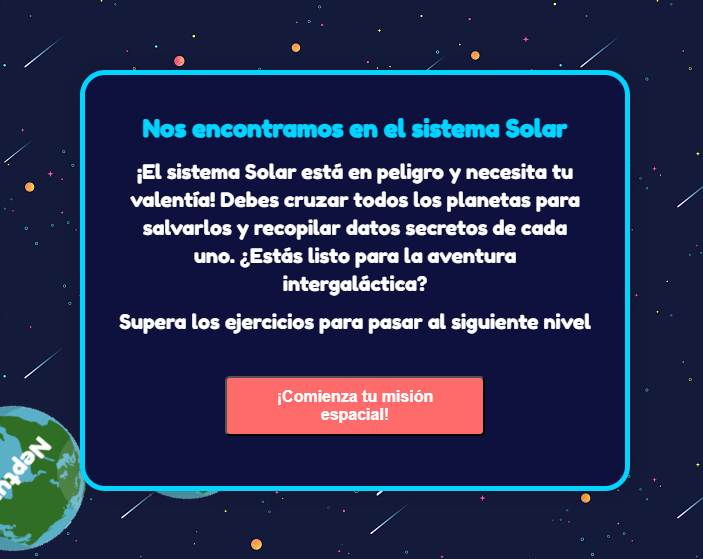 Nos encontramos en el sistema Solar
¡El sistema Solar está en peligro y necesita tu
valentía! Debes cruzar todos los planetas para
salvarlos y recopilar datos secretos de cada
uno. ¿Estás listo para la aventura
intergaláctica?
Supera los ejercicios para pasar al siguiente nivel
¡Comienza tu misión
espacial!